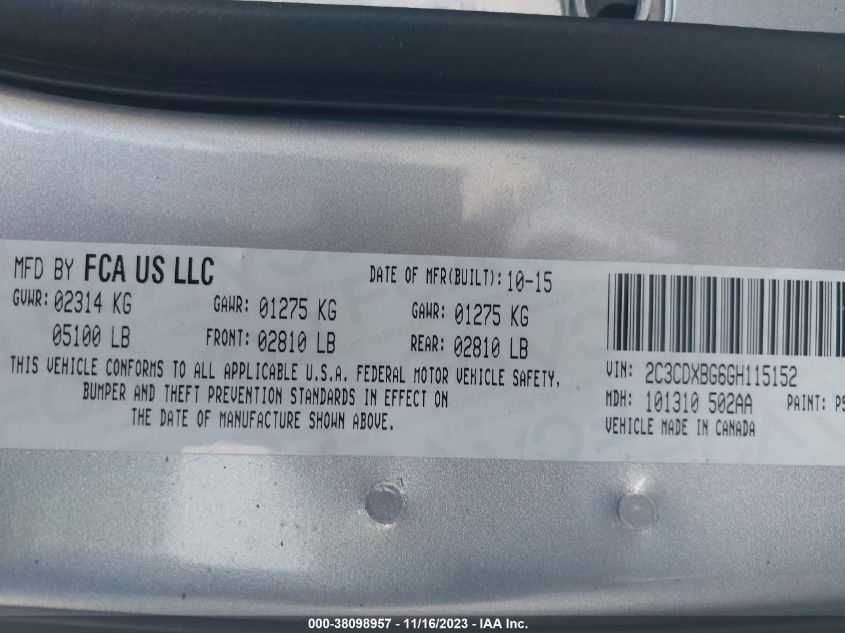 MFD BY FCA US LLC
DATE OF MFR(BUILT): 10-15
GVWR: 02314 KG
GAWR: 01275 KG
GAWR: 01275 KG
05100 LB
FRONT: 02810 LB
REAR: 02810 LB
THIS VEHICLE CONFORMS TO ALL APPLICABLE U.S.A. FEDERAL MOTOR VEHICLE SAFETY,
BUMPER AND THEFT PREVENTION STANDARDS IN EFFECT ON
THE DATE OF MANUFACTURE SHOWN ABOVE.
VIN: 2C3CDXBG6GH115152
MDH: 101310 502AA PAINT: PS
VEHICLE MADE IN CANADA
000-38098957 - 11/16/2023 - IAA Inc.